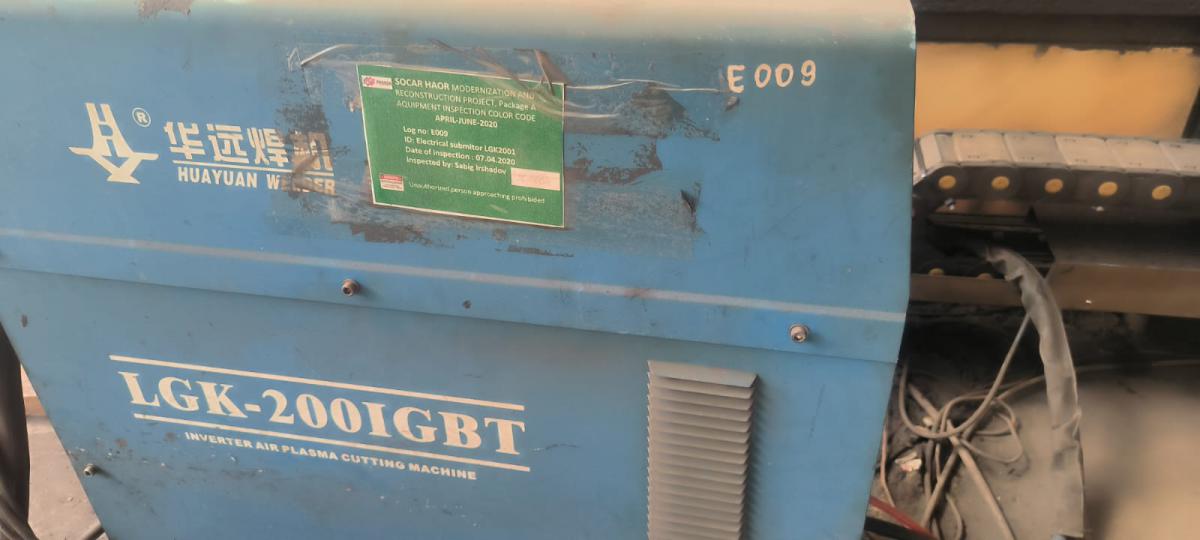 E009
SOCAR HAOR MODERNIZATION AND
RECONSTRUCTION PROJECT, Package A
AQUIPMENT INSPECTION COLOR CODE
APRIL-JUNE-2020
Log no: E009
ID: Electrical submitor LGK2001
Date of inspection : 07.04.2020
Inspected by: Sabig Irshadov
Unauthorized person approaching prohibited
®
华远焊机
HUAYUAN WELDER
LGK-200IGBT
INVERTER AIR PLASMA CUTTING MACHINE